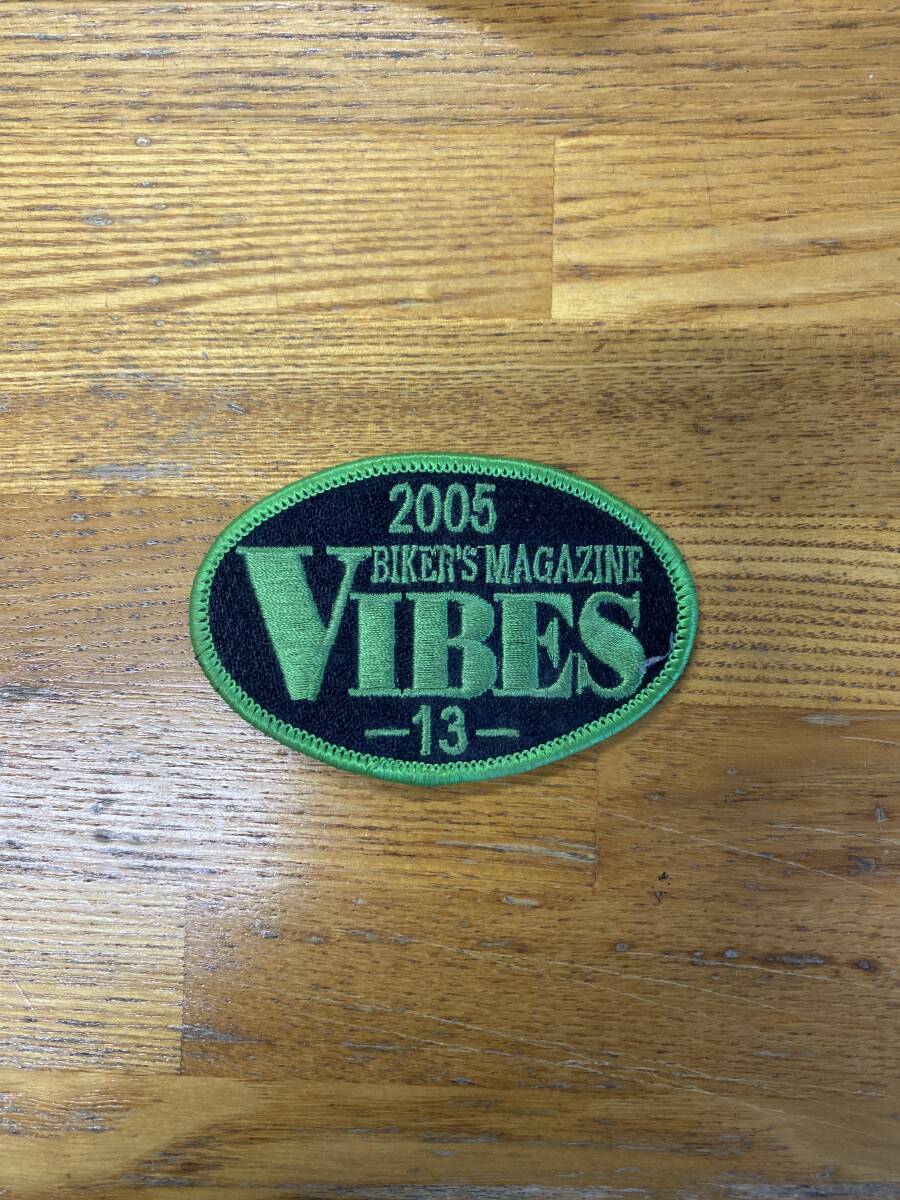 2005
BIKER'S MAGAZINE
VIBES
-13-